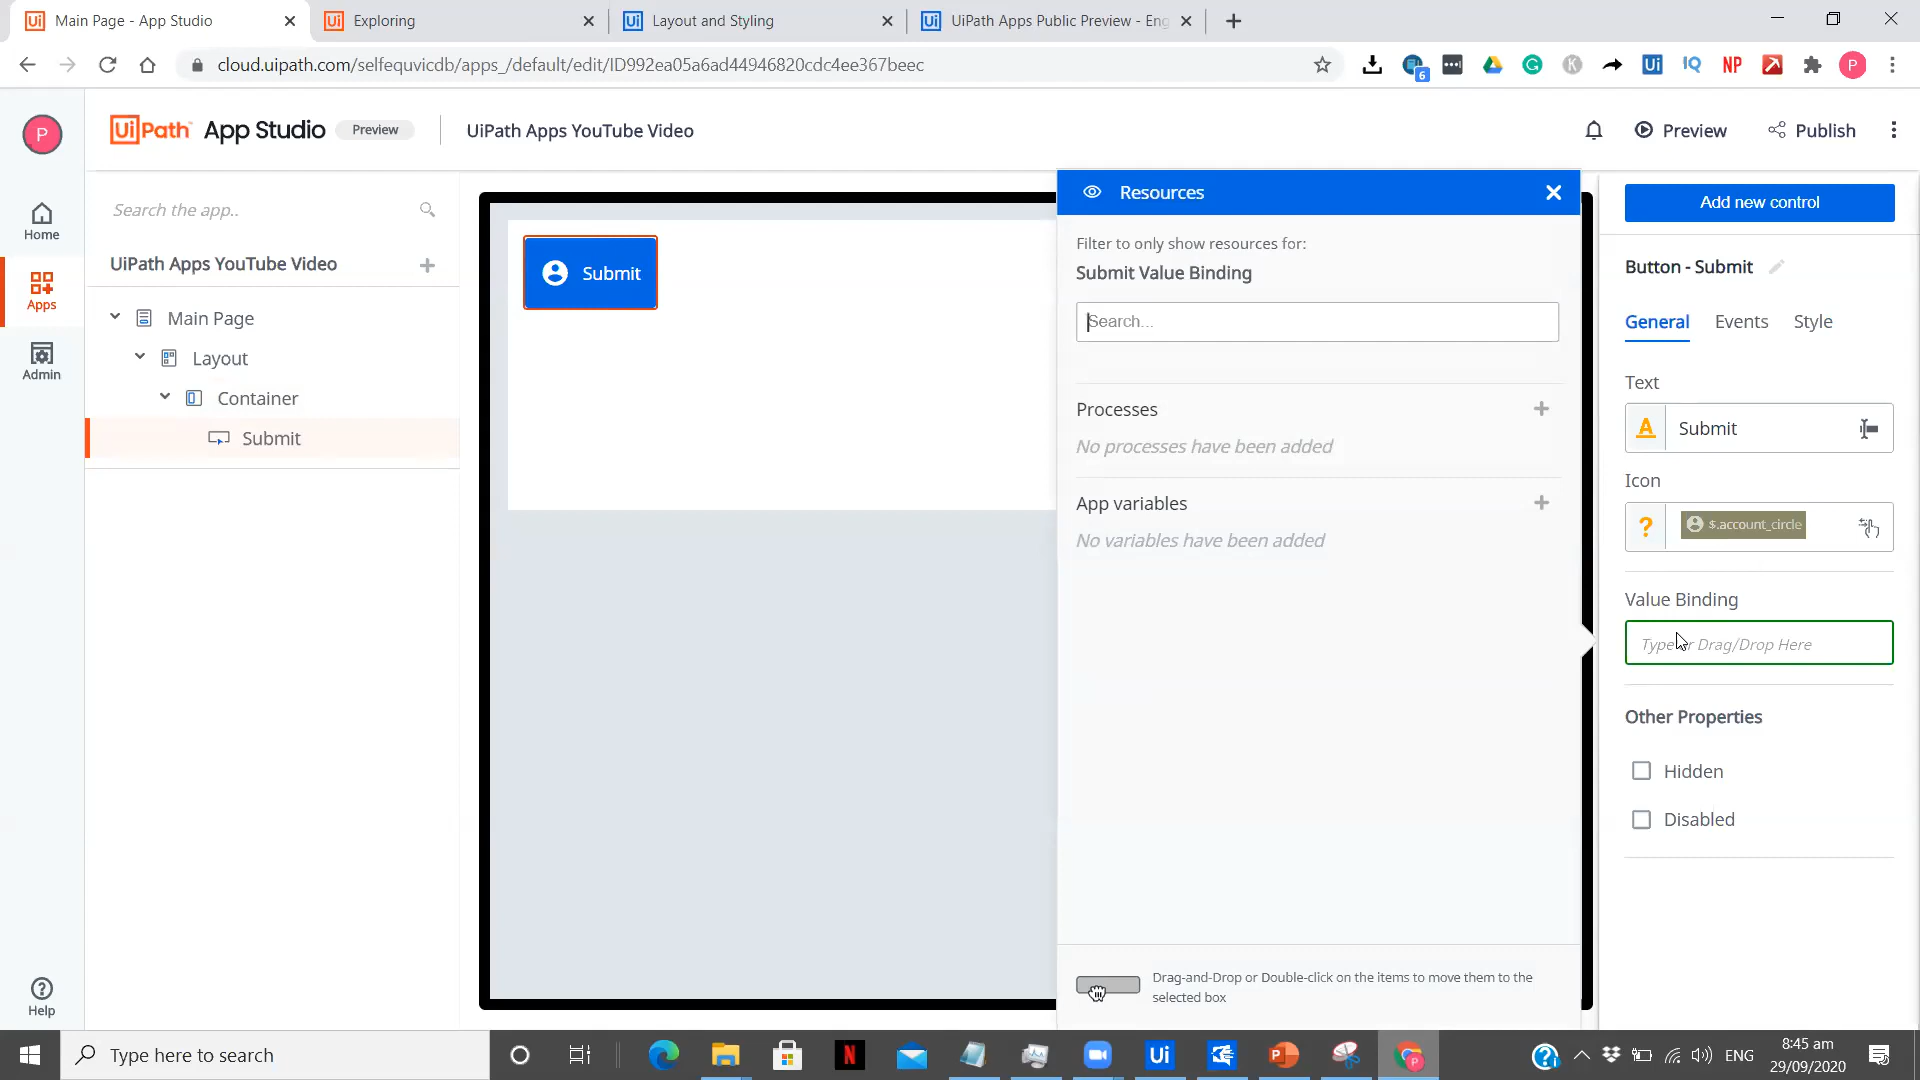 Main Page - App Studio
Exploring
Layout and Styling
UiPath Apps Public Preview - Eng
cloud.uipath.com/selfequvicdb/apps_/default/edit/ID992ea05a6ad44946820cdc4ee367beec
6
Ui
IQ
NP
P
P
UiPath App Studio
Preview
UiPath Apps YouTube Video
Preview
Publish
Home
Apps
Admin
Help
Search the app..
UiPath Apps YouTube Video
Main Page
Layout
Container
Submit
Submit
Resources
Filter to only show resources for:
Submit Value Binding
Search...
Processes
No processes have been added
App variables
No variables have been added
Drag-and-Drop or Double-click on the items to move them to the
selected box
Add new control
Button - Submit
General
Events
Style
Text
Submit
Icon
$.account_circle
Value Binding
Type or Drag/Drop Here
Other Properties
Hidden
Disabled
Type here to search
ENG
8:45 am
29/09/2020